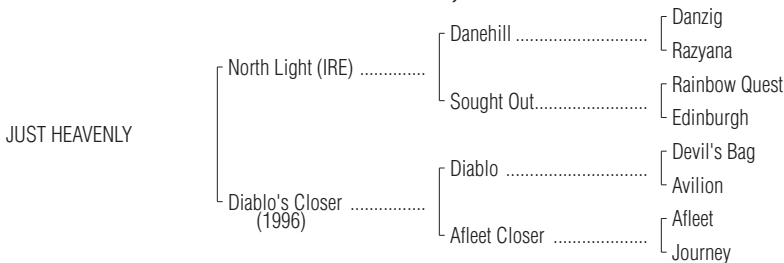 JUST HEAVENLY
North Light (IRE) ..............
Diablo's Closer ................
(1996)
Danehill ............................
Sought Out........................
Diablo ..............................
Afleet Closer ....................
Danzig
Razyana
Rainbow Quest
Edinburgh
Devil's Bag
Avilion
Afleet
Journey